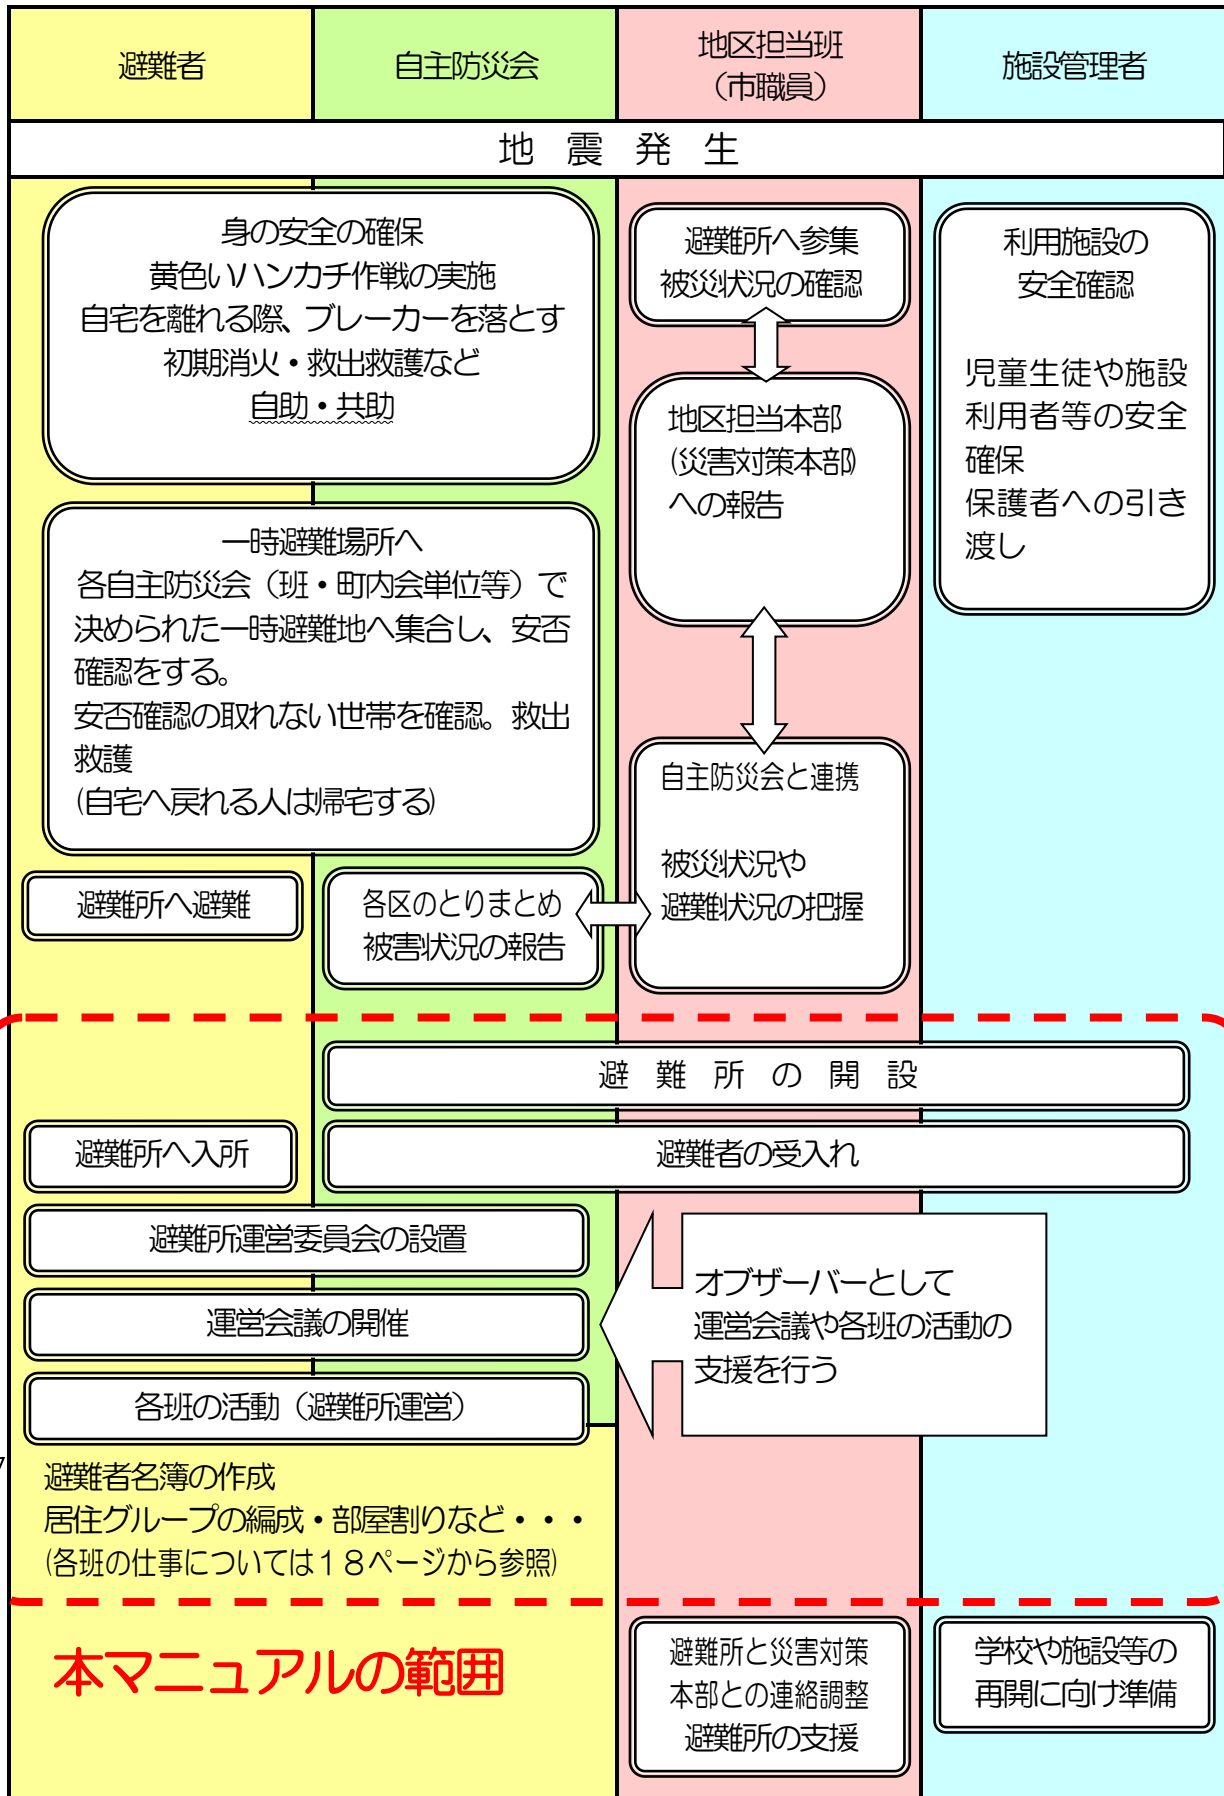 避難者
自主防災会
地区担当班
（市職員）
施設管理者
地震発生
身の安全の確保
黄色いハンカチ作戦の実施
自宅を離れる際、ブレーカーを落とす
初期消火・救出救護など
自助・共助
避難所へ参集
被災状況の確認
利用施設の
安全確認
児童生徒や施設
利用者等の安全
確保
保護者への引き
渡し
地区担当本部
(災害対策本部)
への報告
一時避難場所へ
各自主防災会（班・町内会単位等）で
決められた一時避難地へ集合し、安否
確認をする。
安否確認の取れない世帯を確認。救出
救護
(自宅へ戻れる人は帰宅する)
自主防災会と連携
被災状況や
避難状況の把握
避難所へ避難
各区のとりまとめ
被害状況の報告
避難所の開設
避難所へ入所
避難者の受入れ
避難所運営委員会の設置
運営会議の開催
各班の活動（避難所運営）
オブザーバーとして
運営会議や各班の活動の
支援を行う
避難者名簿の作成
居住グループの編成・部屋割りなど・・・
(各班の仕事については１８ページから参照)
本マニュアルの範囲
避難所と災害対策
本部との連絡調整
避難所の支援
学校や施設等の
再開に向け準備